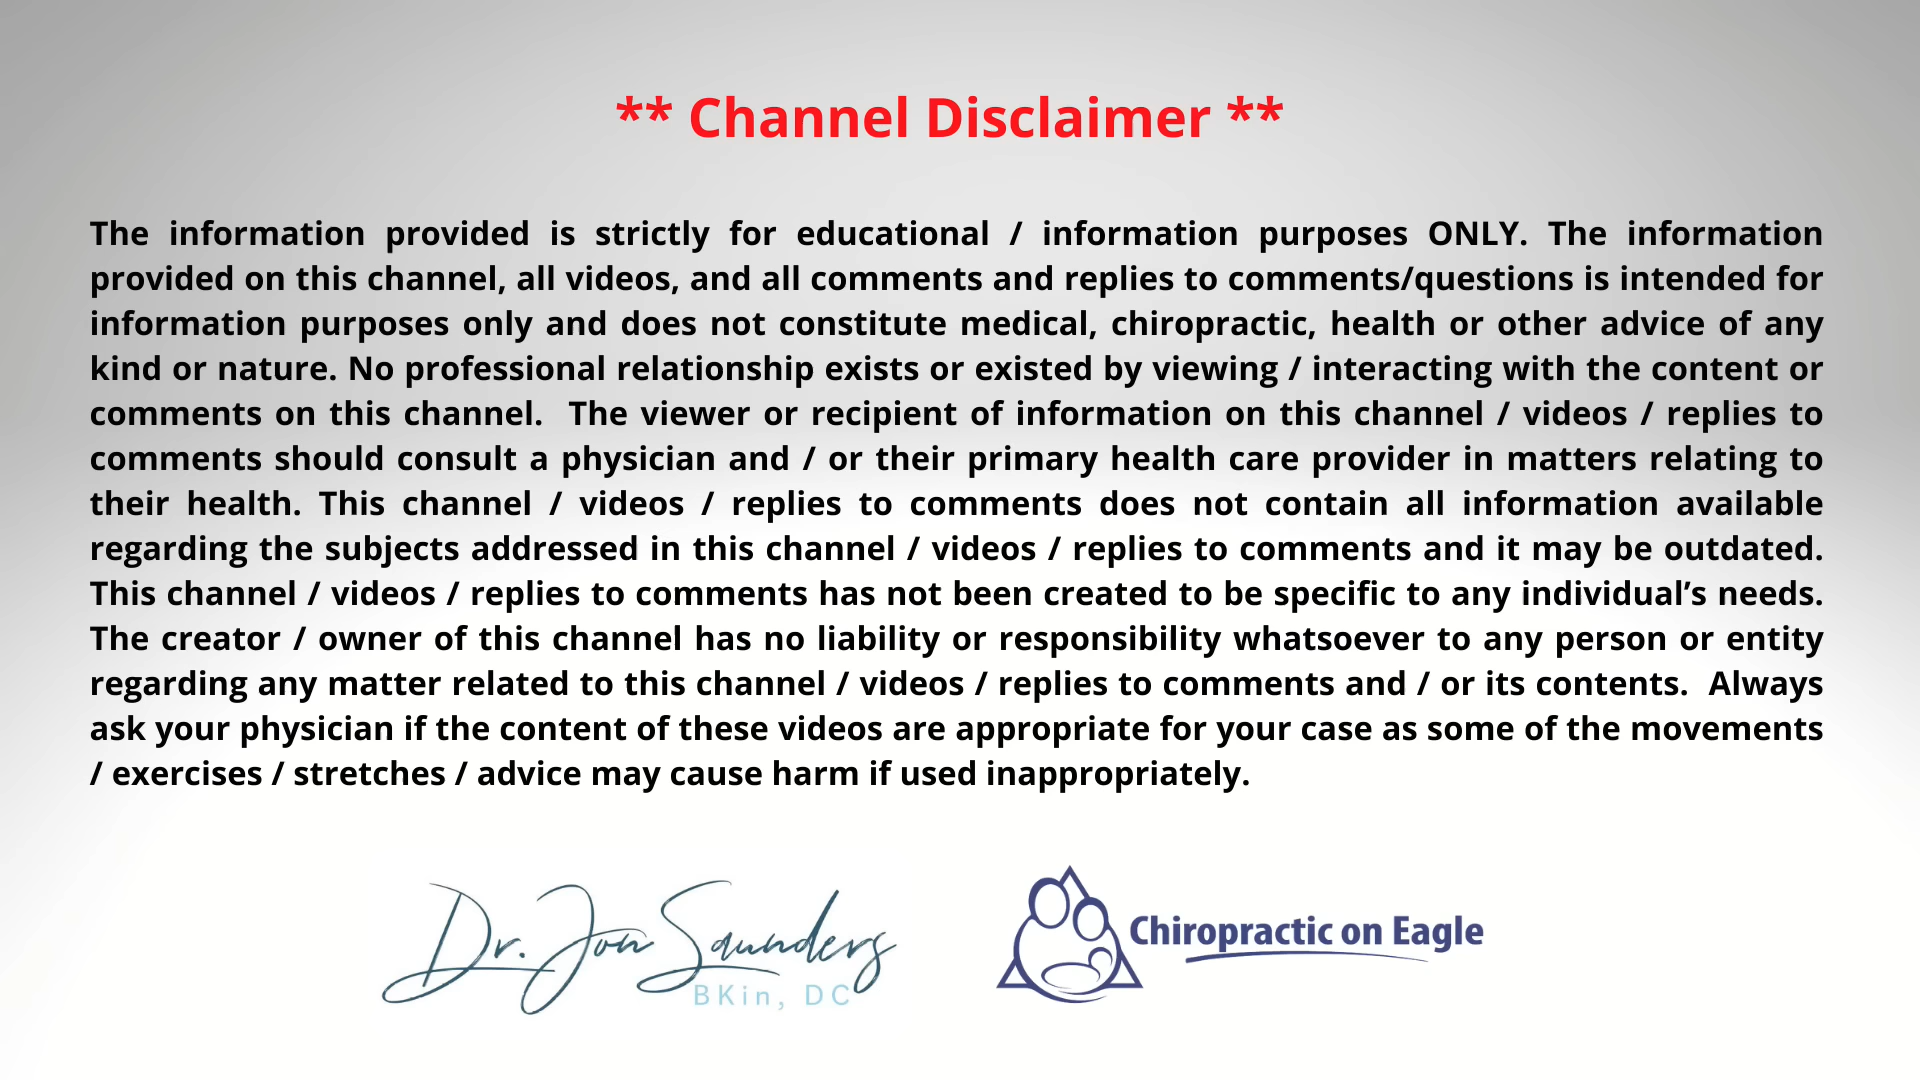 ** Channel Disclaimer **
The information provided is strictly for educational / information purposes ONLY. The information
provided on this channel, all videos, and all comments and replies to comments/questions is intended for
information purposes only and does not constitute medical, chiropractic, health or other advice of any
kind or nature. No professional relationship exists or existed by viewing / interacting with the content or
comments on this channel.  The viewer or recipient of information on this channel / videos / replies to
comments should consult a physician and / or their primary health care provider in matters relating to
their health. This channel / videos / replies to comments does not contain all information available
regarding the subjects addressed in this channel / videos / replies to comments and it may be outdated.
This channel / videos / replies to comments has not been created to be specific to any individual’s needs.
The creator / owner of this channel has no liability or responsibility whatsoever to any person or entity
regarding any matter related to this channel / videos / replies to comments and / or its contents.  Always
ask your physician if the content of these videos are appropriate for your case as some of the movements
/ exercises / stretches / advice may cause harm if used inappropriately.
Dr. Jon Saunders
BKin, DC
Chiropractic on Eagle